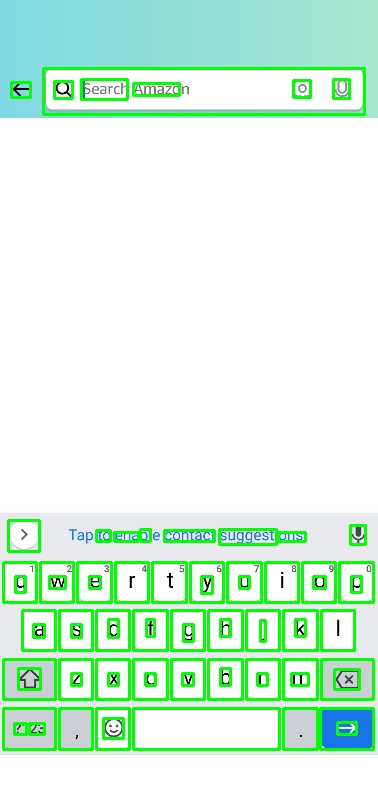 Search Amazon
Tap to enable contact suggestions
1 2 3 4 5 6 7 8 9 0
q w e r t y u i o p
a s d f g h j k l
z x c v b n m
?123 , .